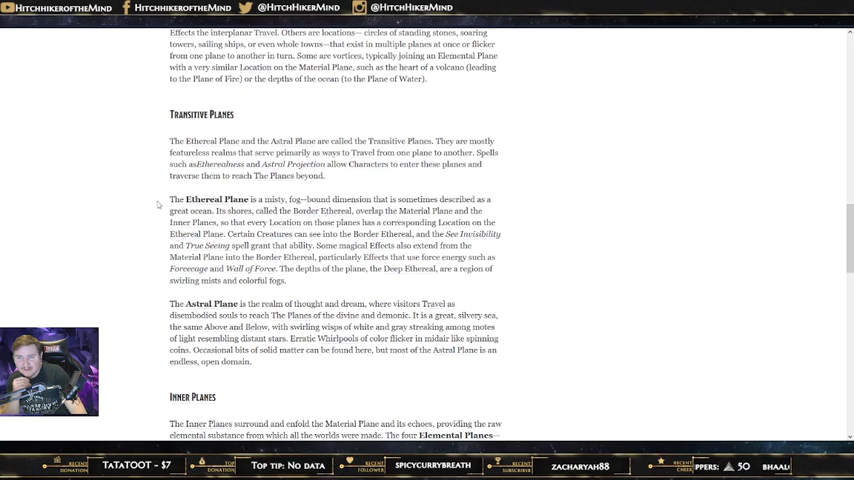 HitchhikeroftheMind
HitchhikeroftheMind
@HitchHikerMind
@HitchHikerMind
Effects the interplanar Travel. Others are locations— circles of standing stones, soaring
towers, sailing ships, or even whole towns—that exist in multiple planes at once or flicker
from one plane to another in turn. Some are vortices, typically joining an Elemental Plane
with a very similar Location on the Material Plane, such as the heart of a volcano (leading
to the Plane of Fire) or the depths of the ocean (to the Plane of Water).
Transitive Planes
The Ethereal Plane and the Astral Plane are called the Transitive Planes. They are mostly
featureless realms that serve primarily as ways to Travel from one plane to another. Spells
such asEtherealness and Astral Projection allow Characters to enter these planes and
traverse them to reach The Planes beyond.
The Ethereal Plane is a misty, fog--bound dimension that is sometimes described as a
great ocean. Its shores, called the Border Ethereal, overlap the Material Plane and the
Inner Planes, so that every Location on those planes has a corresponding Location on the
Ethereal Plane. Certain Creatures can see into the Border Ethereal, and the See Invisibility
and True Seeing spell grant that ability. Some magical Effects also extend from the
Material Plane into the Border Ethereal, particularly Effects that use force energy such as
Forcecage and Wall of Force. The depths of the plane, the Deep Ethereal, are a region of
swirling mists and colorful fogs.
The Astral Plane is the realm of thought and dream, where visitors Travel as
disembodied souls to reach The Planes of the divine and demonic. It is a great, silvery sea,
the same Above and Below, with swirling wisps of white and gray streaking among motes
of light resembling distant stars. Erratic Whirlpools of color flicker in midair like spinning
coins. Occasional bits of solid matter can be found here, but most of the Astral Plane is an
endless, open domain.
Inner Planes
The Inner Planes surround and enfold the Material Plane and its echoes, providing the raw
elemental substance from which all the worlds were made. The four Elemental Planes—
RECENT DONATION
TATATOOT - $7
TOP DONATION
Top tip: No data
RECENT FOLLOWER
SPICYCURRYBREATH
RECENT SUBSCRIBER
ZACHARYAH88
RECENT CHEER
PPERS: 50 BHAAL